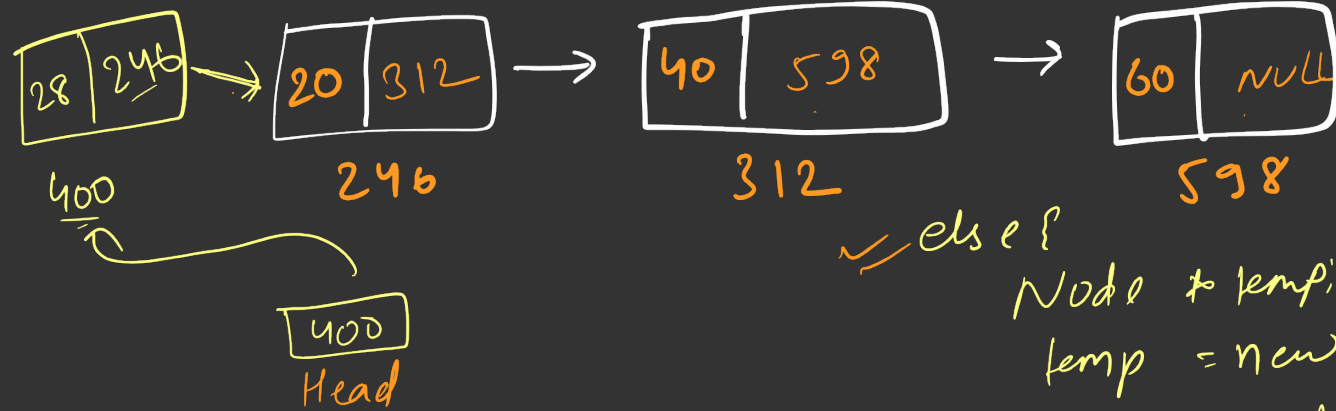 28 246 20 312 40 598 60 NULL
400 246 312 598
else {
Node * temp;
400 temp = new
Head